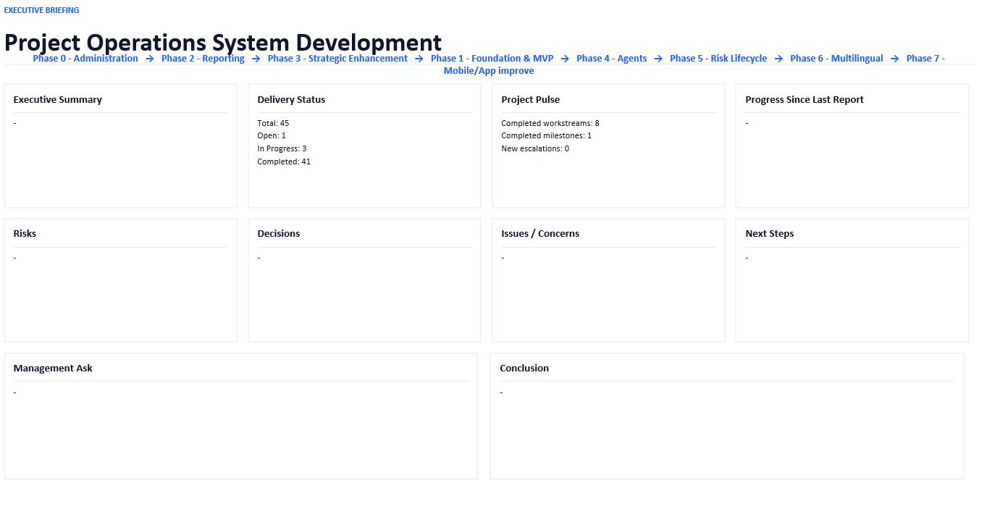 EXECUTIVE BRIEFING
Project Operations System Development
Phase 0 - Administration → Phase 2 - Reporting → Phase 3 - Strategic Enhancement → Phase 1 - Foundation & MVP → Phase 4 - Agents → Phase 5 - Risk Lifecycle → Phase 6 - Multilingual → Phase 7 -
Mobile/App improve
Executive Summary
-
Delivery Status
Total: 45
Open: 1
In Progress: 3
Completed: 41
Project Pulse
Completed workstreams: 8
Completed milestones: 1
New escalations: 0
Progress Since Last Report
-
Risks
-
Decisions
-
Issues / Concerns
-
Next Steps
-
Management Ask
-
Conclusion
-